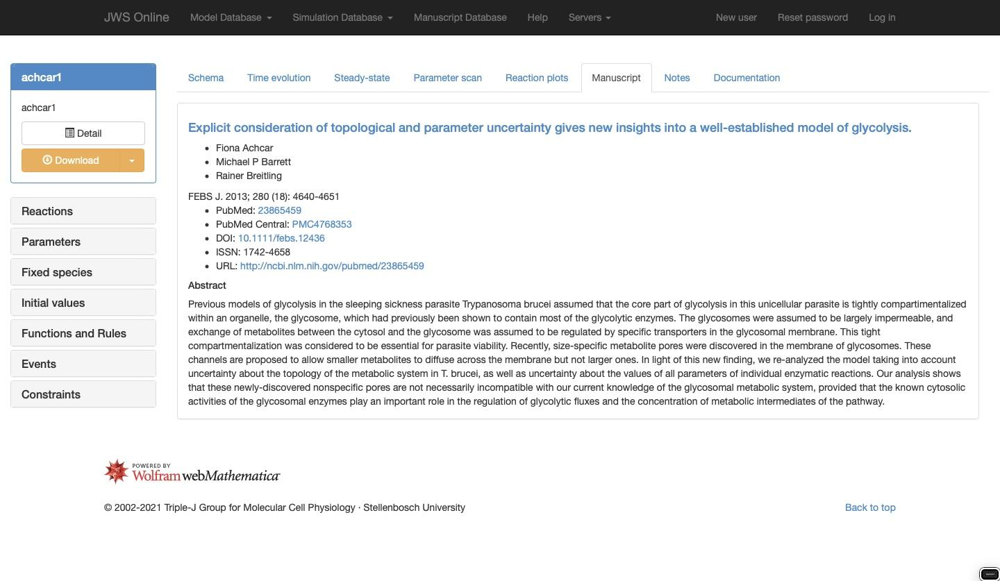 JWS Online Model Database Simulation Database Manuscript Database Help Servers New user Reset password Log in
achcar1
achcar1
Detail
Download
Reactions
Parameters
Fixed species
Initial values
Functions and Rules
Events
Constraints
Schema Time evolution Steady-state Parameter scan Reaction plots Manuscript Notes Documentation
Explicit consideration of topological and parameter uncertainty gives new insights into a well-established model of glycolysis.
• Fiona Achcar
• Michael P Barrett
• Rainer Breitling
FEBS J. 2013; 280 (18): 4640-4651
• PubMed: 23865459
• PubMed Central: PMC4768353
• DOI: 10.1111/febs.12436
• ISSN: 1742-4658
• URL: http://ncbi.nlm.nih.gov/pubmed/23865459
Abstract
Previous models of glycolysis in the sleeping sickness parasite Trypanosoma brucei assumed that the core part of glycolysis in this unicellular parasite is tightly compartimentalized
within an organelle, the glycosome, which had previously been shown to contain most of the glycolytic enzymes. The glycosomes were assumed to be largely impermeable, and
exchange of metabolites between the cytosol and the glycosome was assumed to be regulated by specific transporters in the glycosomal membrane. This tight
compartmentalization was considered to be essential for parasite viability. Recently, size-specific metabolite pores were discovered in the membrane of glycosomes. These
channels are proposed to allow smaller metabolites to diffuse across the membrane but not larger ones. In light of this new finding, we re-analyzed the model taking into account
uncertainty about the topology of the metabolic system in T. brucei, as well as uncertainty about the values of all parameters of individual enzymatic reactions. Our analysis shows
that these newly-discovered nonspecific pores are not necessarily incompatible with our current knowledge of the glycosomal metabolic system, provided that the known cytosolic
activities of the glycosomal enzymes play an important role in the regulation of glycolytic fluxes and the concentration of metabolic intermediates of the pathway.
POWERED BY
Wolfram webMathematica
© 2002-2021 Triple-J Group for Molecular Cell Physiology · Stellenbosch University Back to top